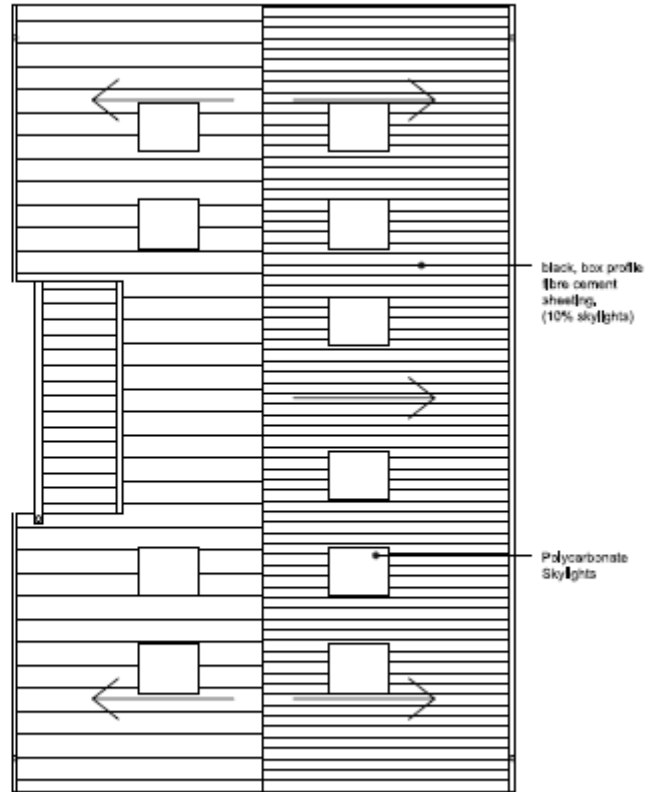 black, box profile
fibre cement
sheeting,
(10% skylights)
Polycarbonate
Skylights